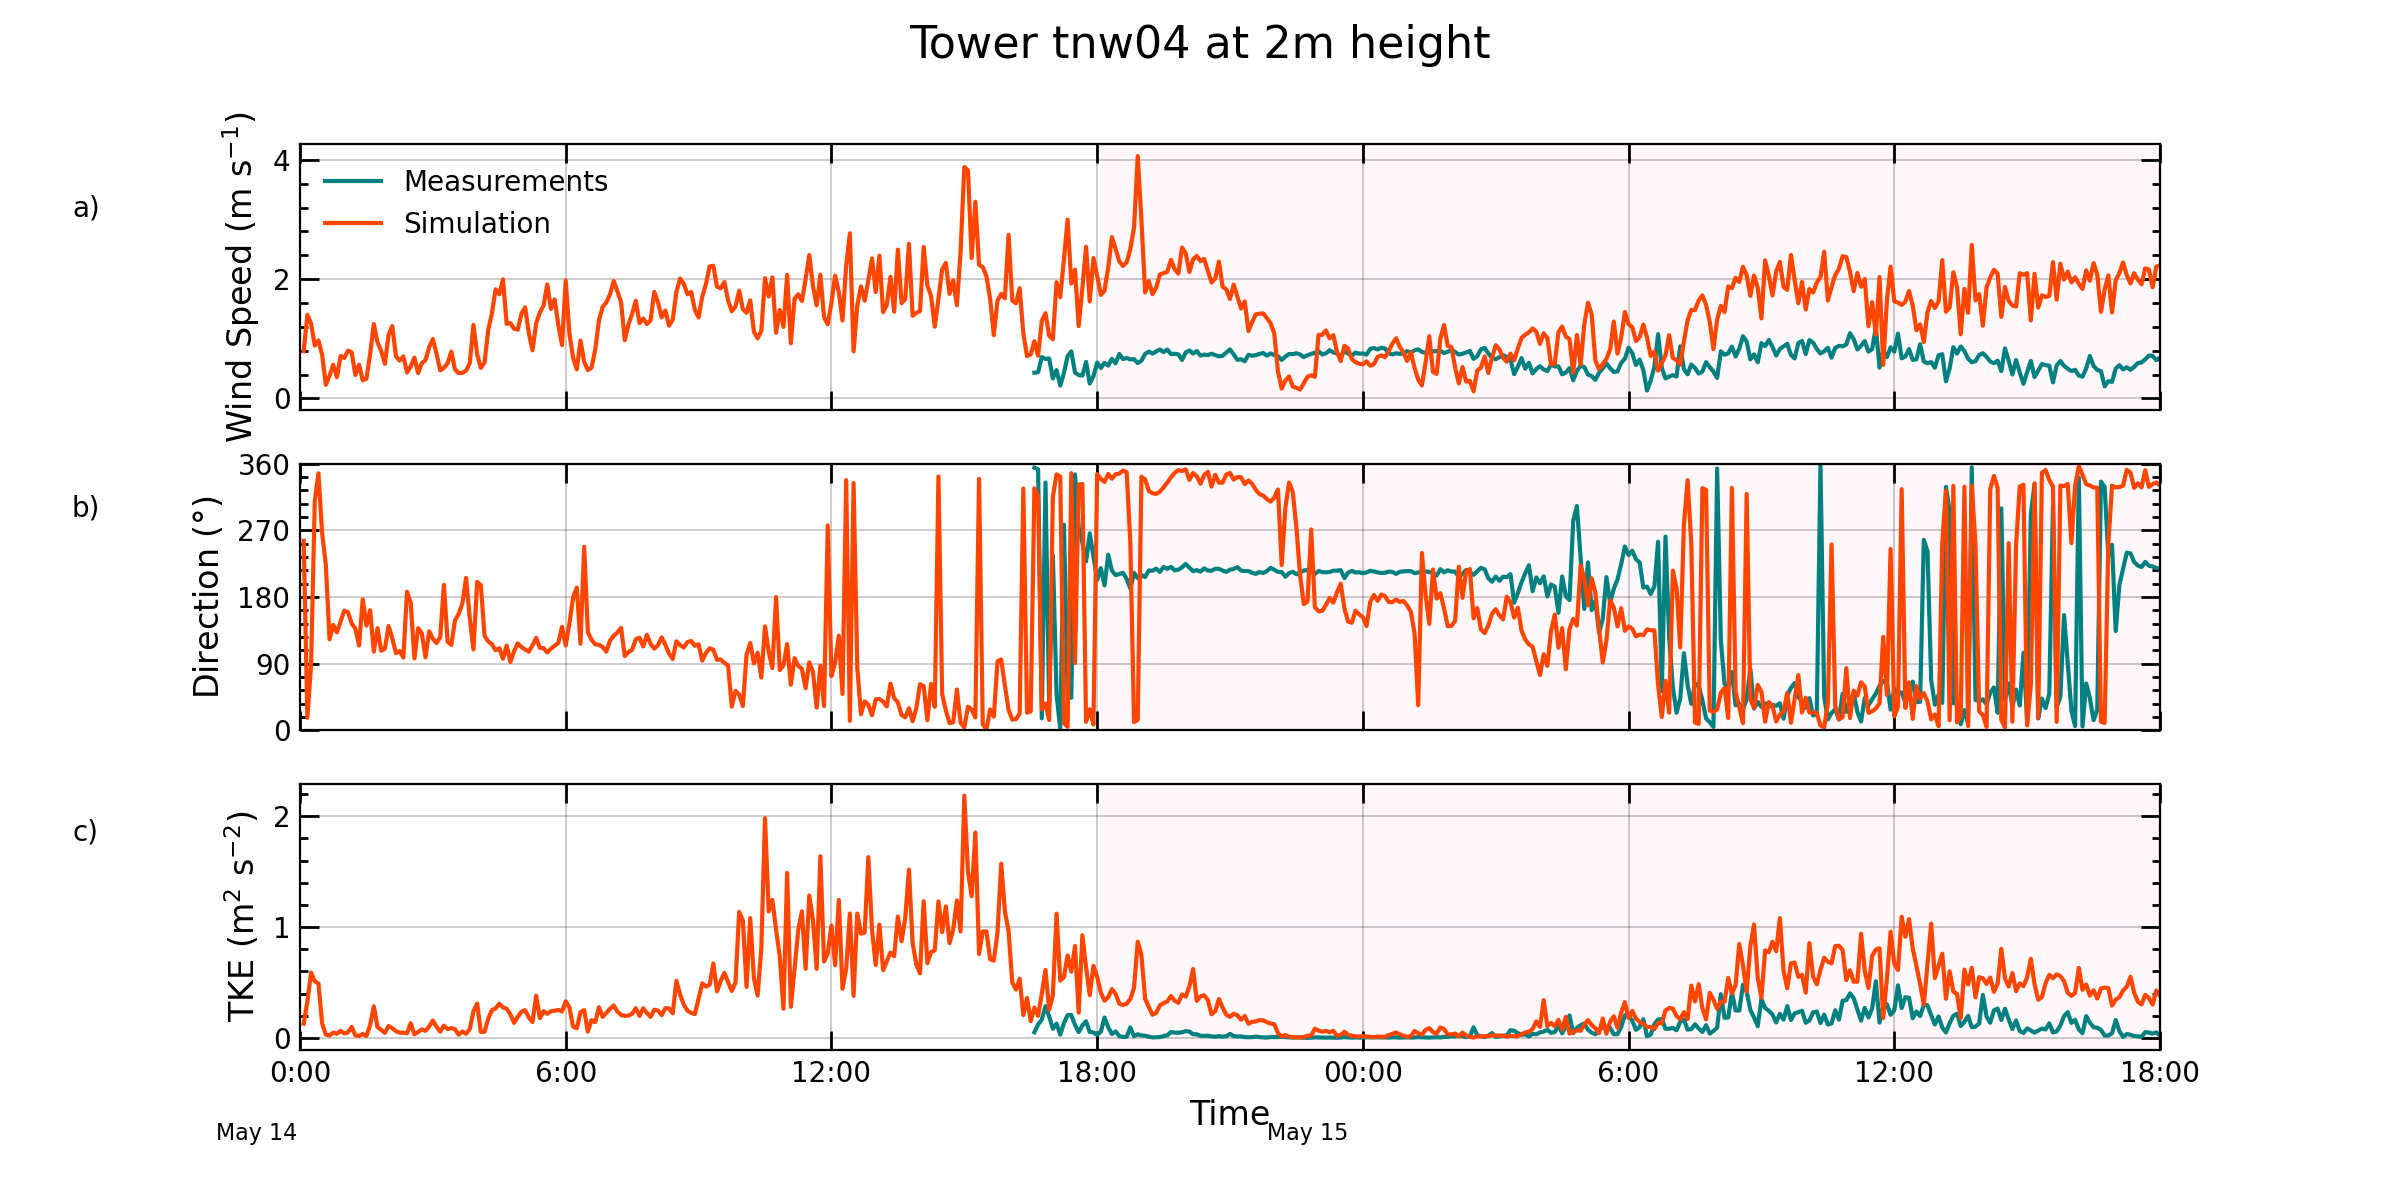 Tower tnw04 at 2m height
a)
Wind Speed (m s⁻¹)
4
2
0
Measurements
Simulation
b)
Direction (°)
360
270
180
90
0
c)
TKE (m² s⁻²)
2
1
0
0:00 6:00 12:00 18:00 00:00 6:00 12:00 18:00
Time
May 14 May 15